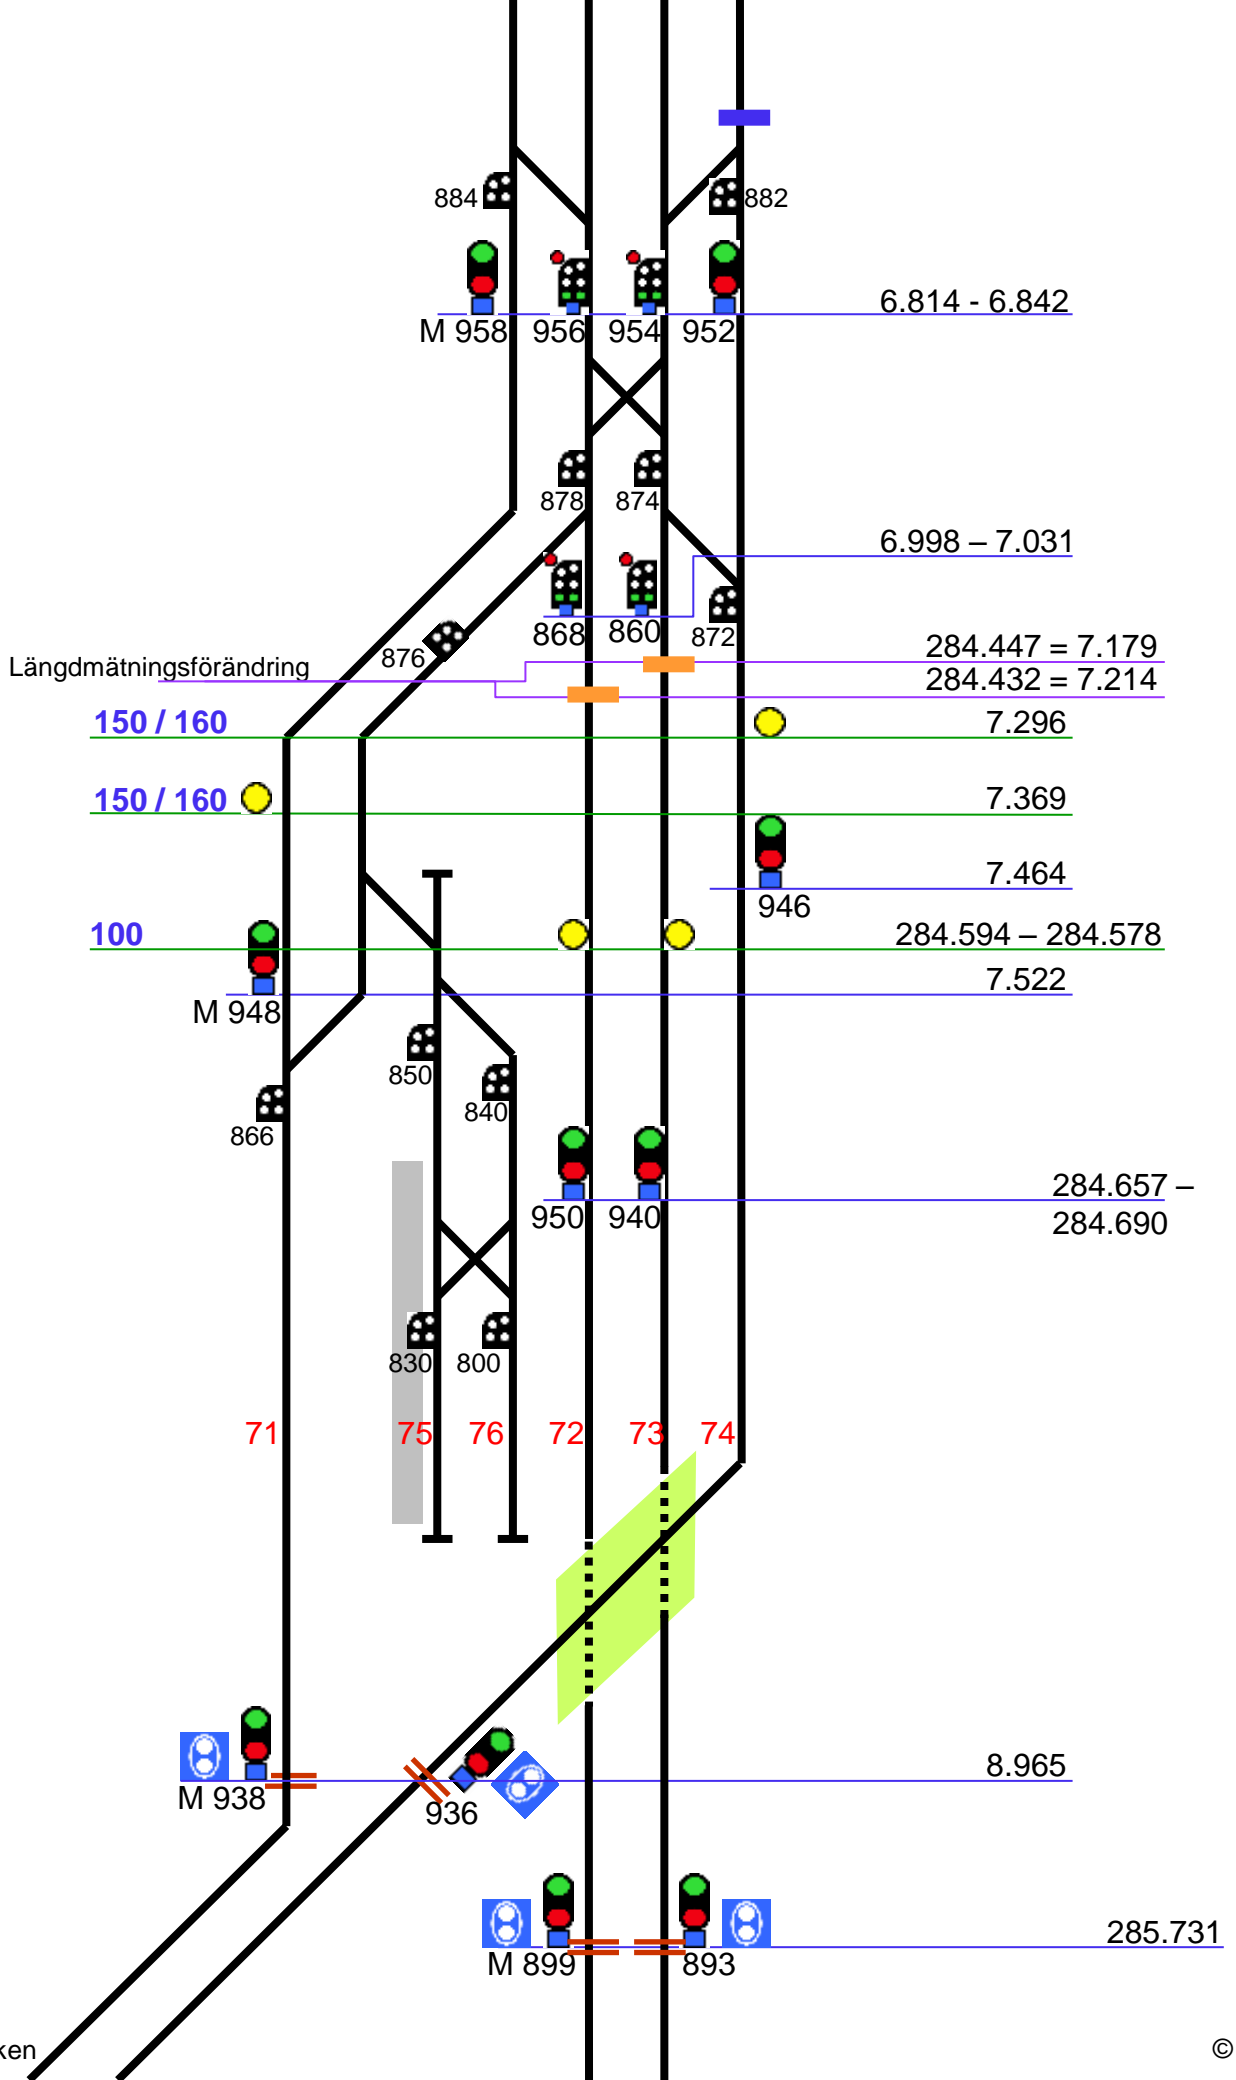 884
882
6.814 - 6.842
M 958
956
954
952
878
874
6.998 – 7.031
868
860
872
876
284.447 = 7.179
Längdmätningsförändring
284.432 = 7.214
150 / 160
7.296
150 / 160
7.369
7.464
946
100
284.594 – 284.578
7.522
M 948
850
840
866
284.657 –
950
940
284.690
830
800
71
75
76
72
73
74
8.965
M 938
936
285.731
M 899
893
ken
©